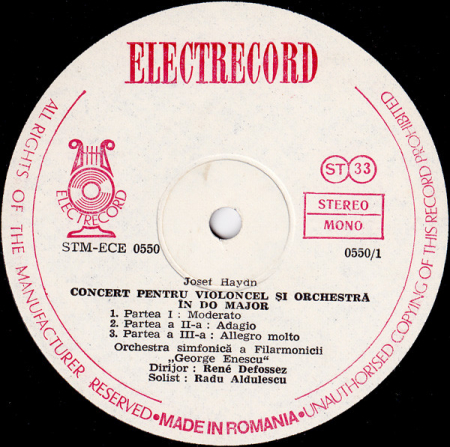 ELECTRECORD
ALL RIGHTS OF THE MANUFACTURER RESERVED • MADE IN ROMANIA • UNAUTHORISED COPYING OF THIS RECORD PROHIBITED
ELECTRECORD
ST 33
STEREO
MONO
STM-ECE 0550
0550/1
Josef Haydn
CONCERT PENTRU VIOLONCEL ȘI ORCHESTRĂ
ÎN DO MAJOR
1. Partea I : Moderato
2. Partea a II-a : Adagio
3. Partea a III-a : Allegro molto
Orchestra simfonică a Filarmonicii
„George Enescu"
Dirijor : René Defossez
Solist : Radu Aldulescu